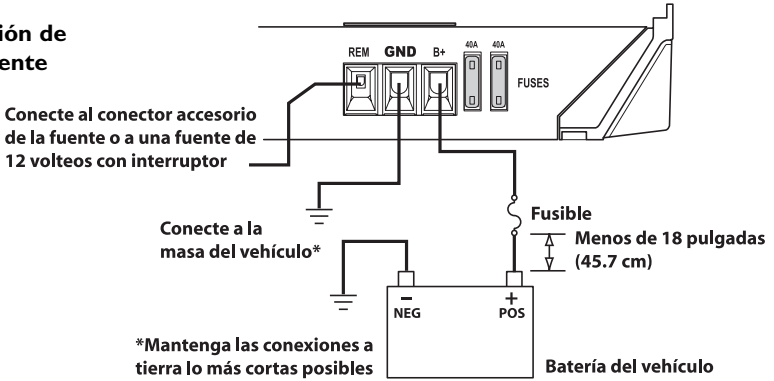 ión de
ente
REM GND B+ 40A 40A
FUSES
Conecte al conector accesorio
de la fuente o a una fuente de
12 volteos con interruptor
Conecte a la
masa del vehículo*
Fusible
Menos de 18 pulgadas
(45.7 cm)
– +
NEG POS
*Mantenga las conexiones a
tierra lo más cortas posibles
Batería del vehículo